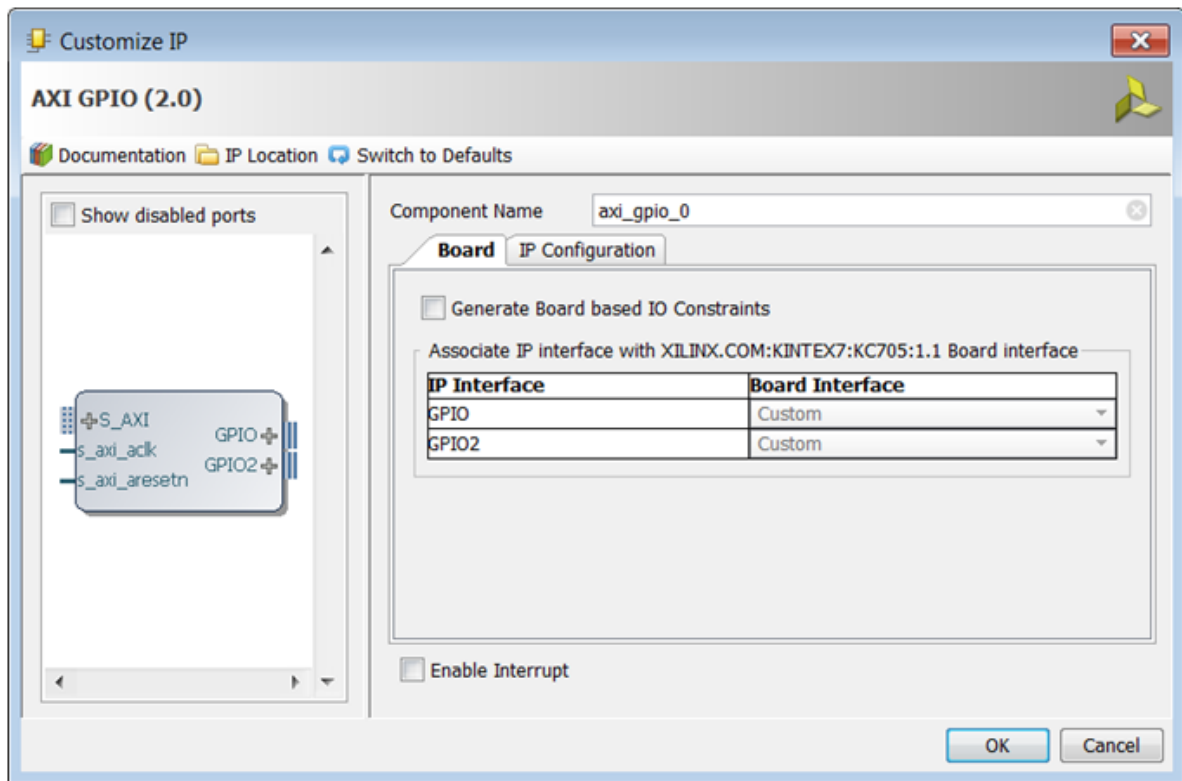 Customize IP
AXI GPIO (2.0)
Documentation IP Location Switch to Defaults
Show disabled ports
S_AXI
s_axi_aclk
s_axi_aresetn
GPIO
GPIO2
Component Name axi_gpio_0
Board IP Configuration
Generate Board based IO Constraints
Associate IP interface with XILINX.COM:KINTEX7:KC705:1.1 Board interface
IP Interface Board Interface
GPIO Custom
GPIO2 Custom
Enable Interrupt
OK Cancel